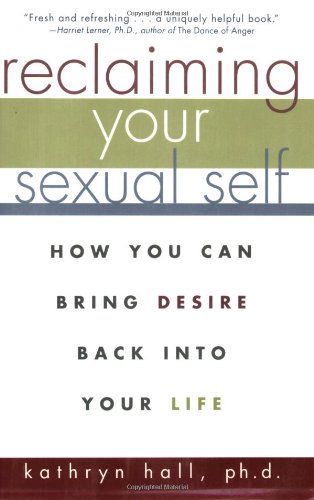 “Fresh and refreshing . . . a uniquely helpful book.”
—Harriet Lerner, Ph.D., author of The Dance of Anger
reclaiming
your
sexual self
HOW YOU CAN
BRING DESIRE
BACK INTO
YOUR LIFE
kathryn hall, ph.d.